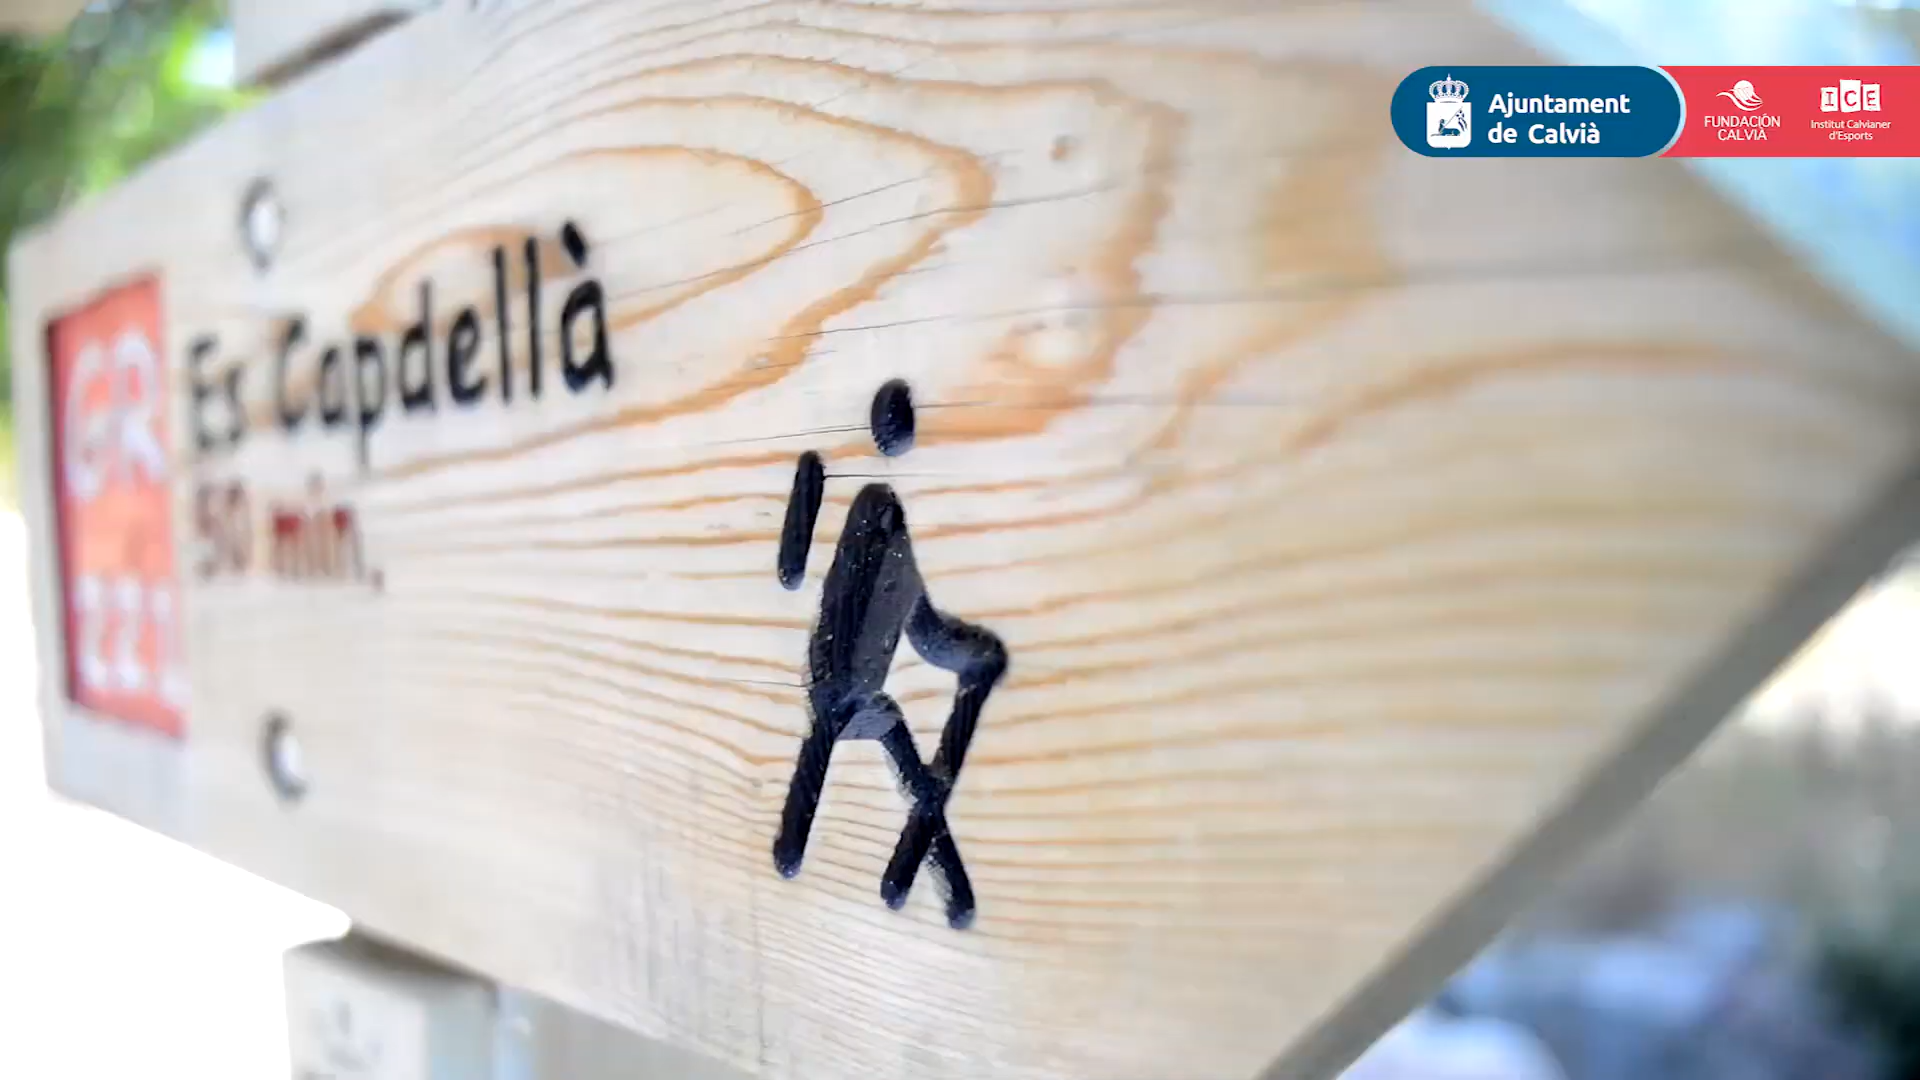 Ajuntament
de Calvià
FUNDACIÓN
CALVIÀ
ICE
Institut Calvianer
d'Esports
Es Capdellà
50 min.
GR
221